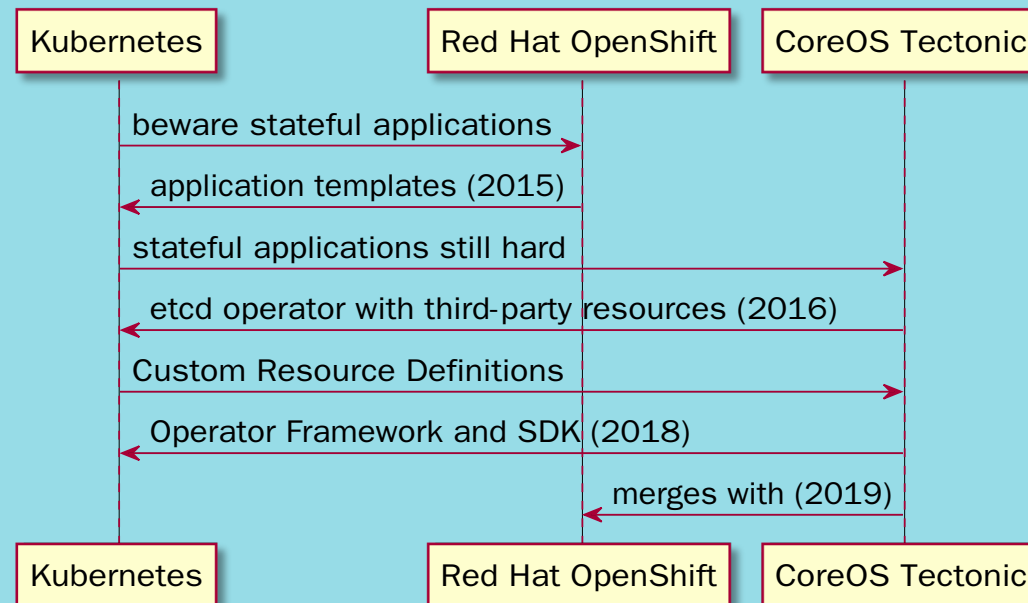 Kubernetes
Red Hat OpenShift
CoreOS Tectonic
beware stateful applications
application templates (2015)
stateful applications still hard
etcd operator with third-party resources (2016)
Custom Resource Definitions
Operator Framework and SDK (2018)
merges with (2019)
Kubernetes
Red Hat OpenShift
CoreOS Tectonic